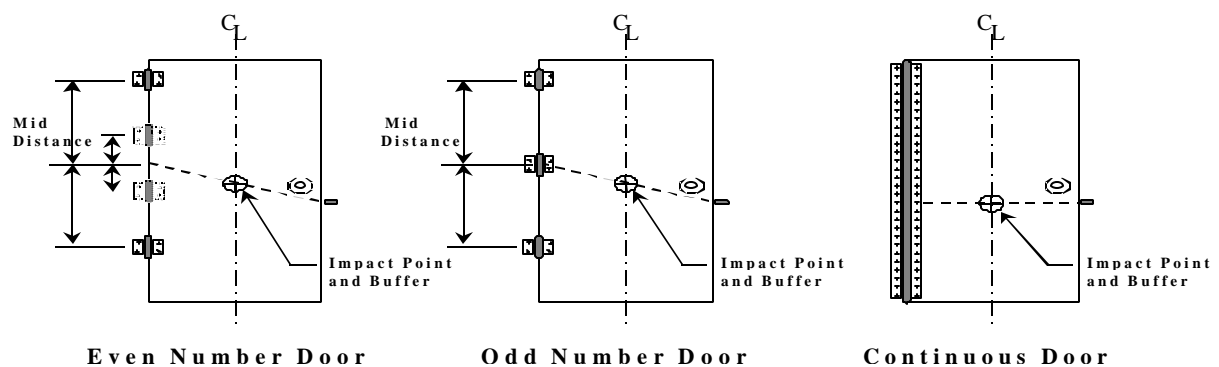 CL
CL
CL
Mid
Distance
Mid
Distance
Impact Point
and Buffer
Impact Point
and Buffer
Impact Point
and Buffer
Even Number Door
Odd Number Door
Continuous Door